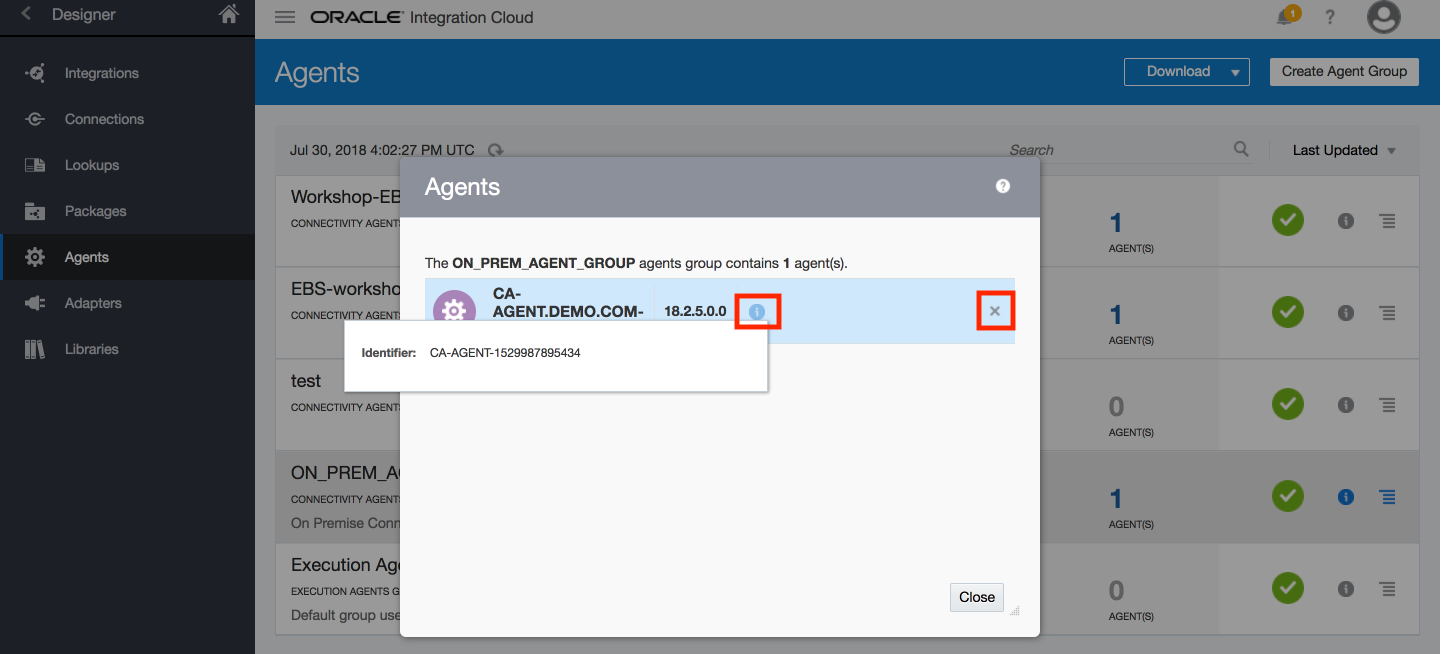 Designer
ORACLE Integration Cloud
1
?
Integrations
Connections
Lookups
Packages
Agents
Adapters
Libraries
Agents
Download
Create Agent Group
Jul 30, 2018 4:02:27 PM UTC
Search
Last Updated
Workshop-EB
CONNECTIVITY AGENT
1
AGENT(S)
EBS-worksho
CONNECTIVITY AGENT
1
AGENT(S)
test
CONNECTIVITY AGENT
0
AGENT(S)
ON_PREM_A
CONNECTIVITY AGENT
On Premise Conn
1
AGENT(S)
Execution Age
EXECUTION AGENTS G
Default group use
0
AGENT(S)
Agents
?
The ON_PREM_AGENT_GROUP agents group contains 1 agent(s).
CA-
AGENT.DEMO.COM-
18.2.5.0.0
Identifier: CA-AGENT-1529987895434
Close